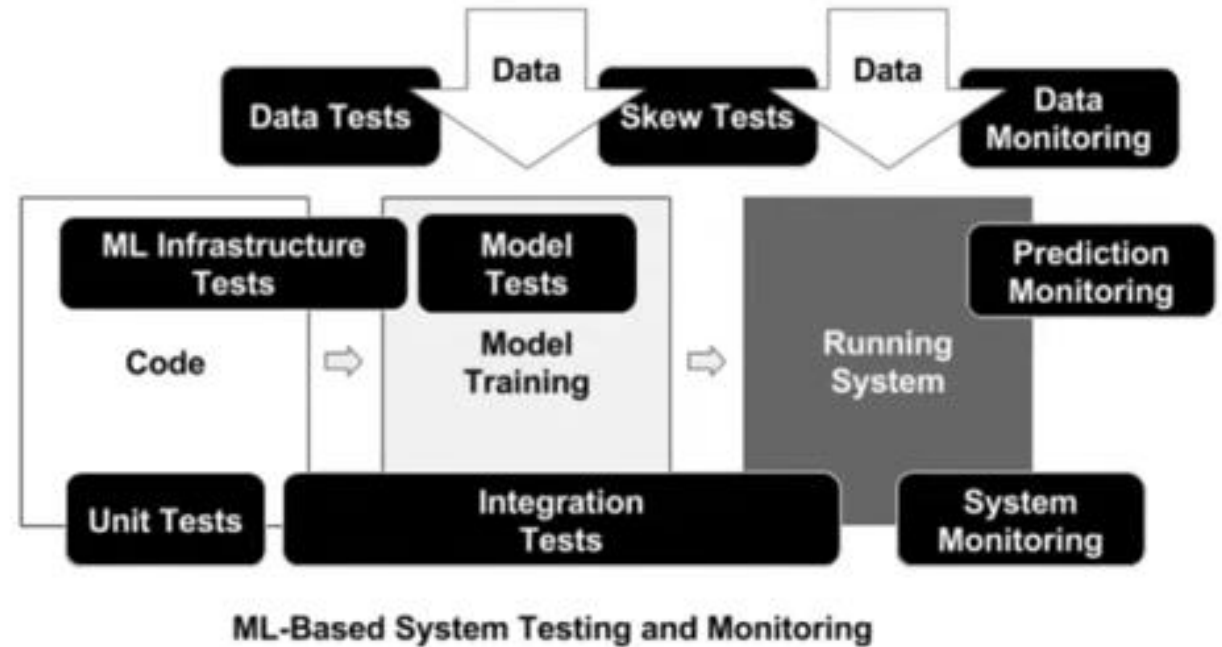 Data
Data
Data Tests
Skew Tests
Data
Monitoring
ML Infrastructure
Tests
Model
Tests
Prediction
Monitoring
Code
Model
Training
Running
System
Unit Tests
Integration
Tests
System
Monitoring
ML-Based System Testing and Monitoring